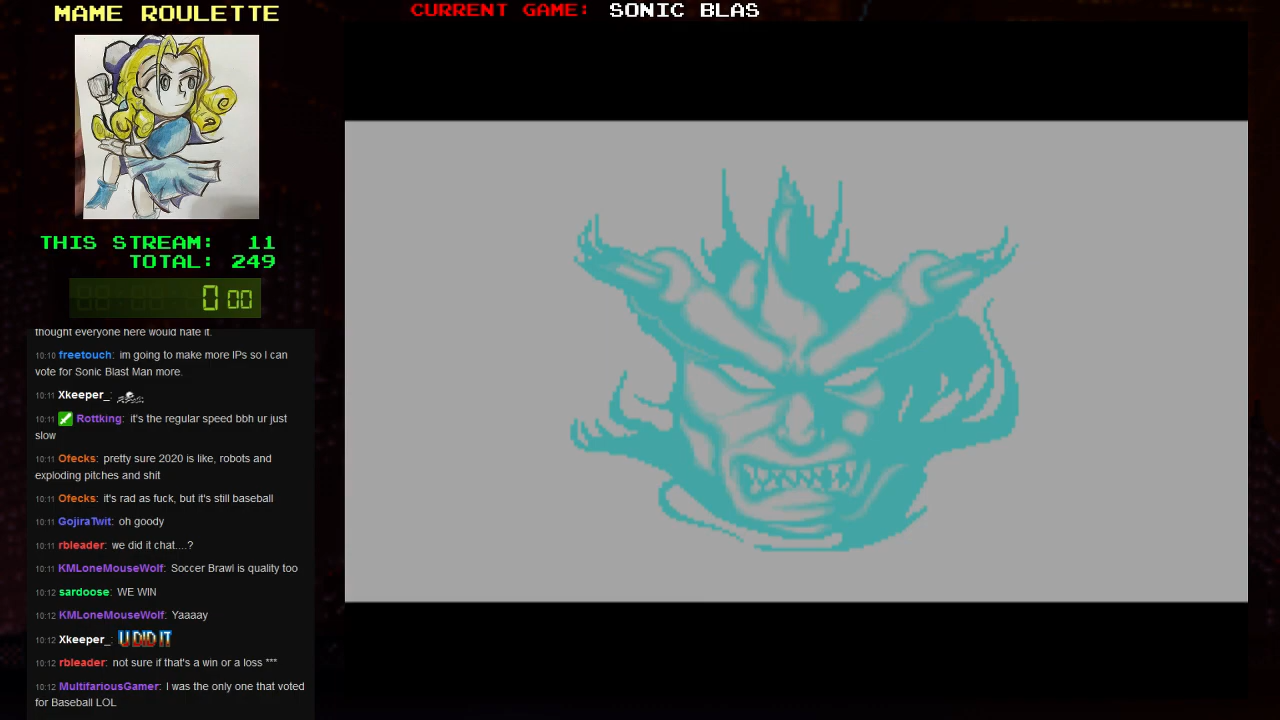 MAME ROULETTE
CURRENT GAME: SONIC BLAS
THIS STREAM: 11
TOTAL: 249
0 00
thought everyone here would hate it.
10:10 freetouch: im going to make more IPs so I can
vote for Sonic Blast Man more.
10:11 Xkeeper_:
10:11 Rottking: it's the regular speed bbh ur just
slow
10:11 Ofecks: pretty sure 2020 is like, robots and
exploding pitches and shit
10:11 Ofecks: it's rad as fuck, but it's still baseball
10:11 GojiraTwit: oh goody
10:11 rbleader: we did it chat....?
10:11 KMLoneMouseWolf: Soccer Brawl is quality too
10:12 sardoose: WE WIN
10:12 KMLoneMouseWolf: Yaaaay
10:12 Xkeeper_: U DID IT
10:12 rbleader: not sure if that's a win or a loss ***
10:12 MultifariousGamer: I was the only one that voted
for Baseball LOL